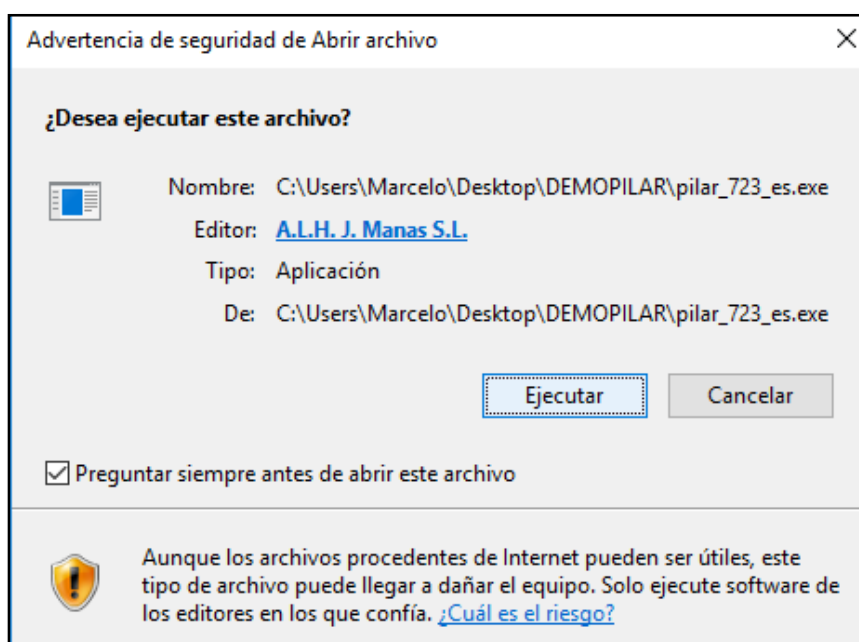 Advertencia de seguridad de Abrir archivo
¿Desea ejecutar este archivo?
Nombre: C:\Users\Marcelo\Desktop\DEMOPILAR\pilar_723_es.exe
Editor: A.L.H. J. Manas S.L.
Tipo: Aplicación
De: C:\Users\Marcelo\Desktop\DEMOPILAR\pilar_723_es.exe
Ejecutar Cancelar
Preguntar siempre antes de abrir este archivo
Aunque los archivos procedentes de Internet pueden ser útiles, este
tipo de archivo puede llegar a dañar el equipo. Solo ejecute software de
los editores en los que confía. ¿Cuál es el riesgo?